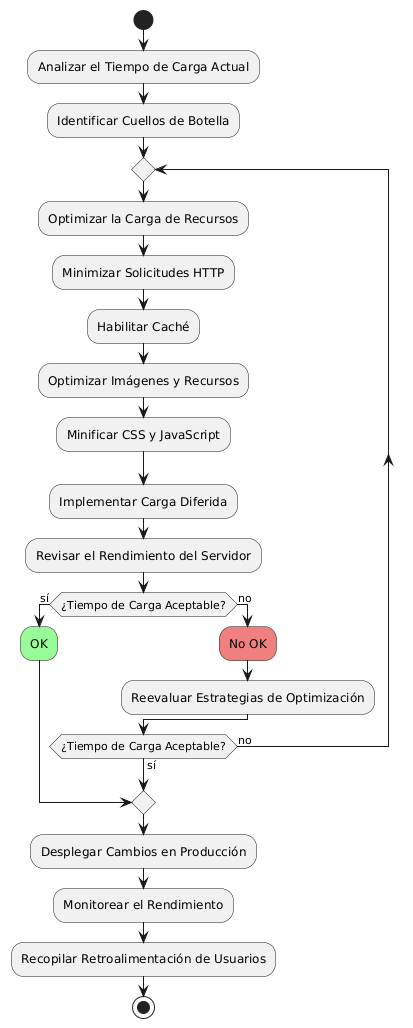 Analizar el Tiempo de Carga Actual
Identificar Cuellos de Botella
Optimizar la Carga de Recursos
Minimizar Solicitudes HTTP
Habilitar Caché
Optimizar Imágenes y Recursos
Minificar CSS y JavaScript
Implementar Carga Diferida
Revisar el Rendimiento del Servidor
sí
¿Tiempo de Carga Aceptable?
no
OK
No OK
Reevaluar Estrategias de Optimización
¿Tiempo de Carga Aceptable?
no
sí
Desplegar Cambios en Producción
Monitorear el Rendimiento
Recopilar Retroalimentación de Usuarios